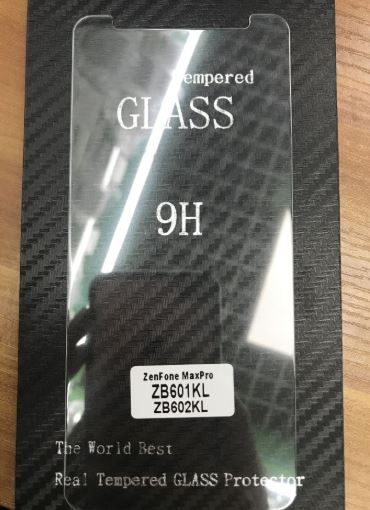 Tempered
GLASS
9H
ZenFone MaxPro
ZB601KL
ZB602KL
The World Best
Real Tempered GLASS Protector